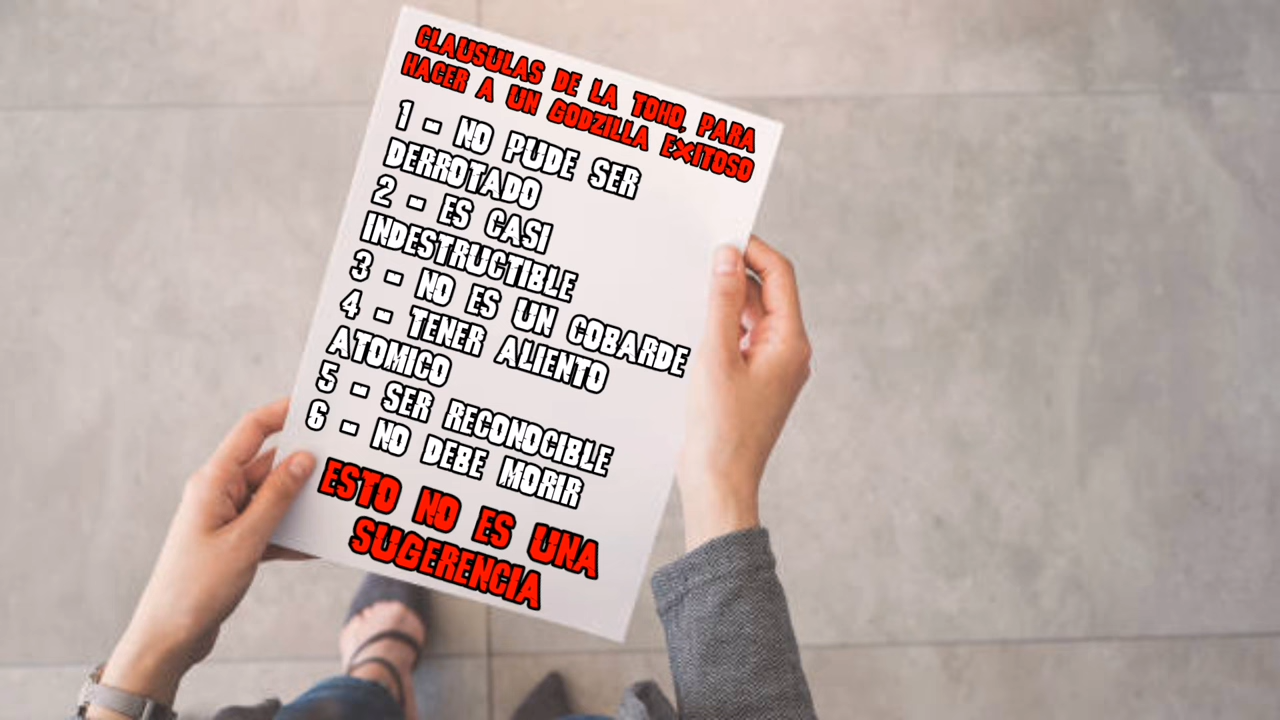 CLAUSULAS DE LA TOHO, PARA
HACER A UN GODZILLA EXITOSO
1 - NO PUDE SER
DERROTADO
2 - ES CASI
INDESTRUCTIBLE
3 - NO ES UN COBARDE
4 - TENER ALIENTO
ATOMICO
5 - SER RECONOCIBLE
6 - NO DEBE MORIR
ESTO NO ES UNA
SUGERENCIA